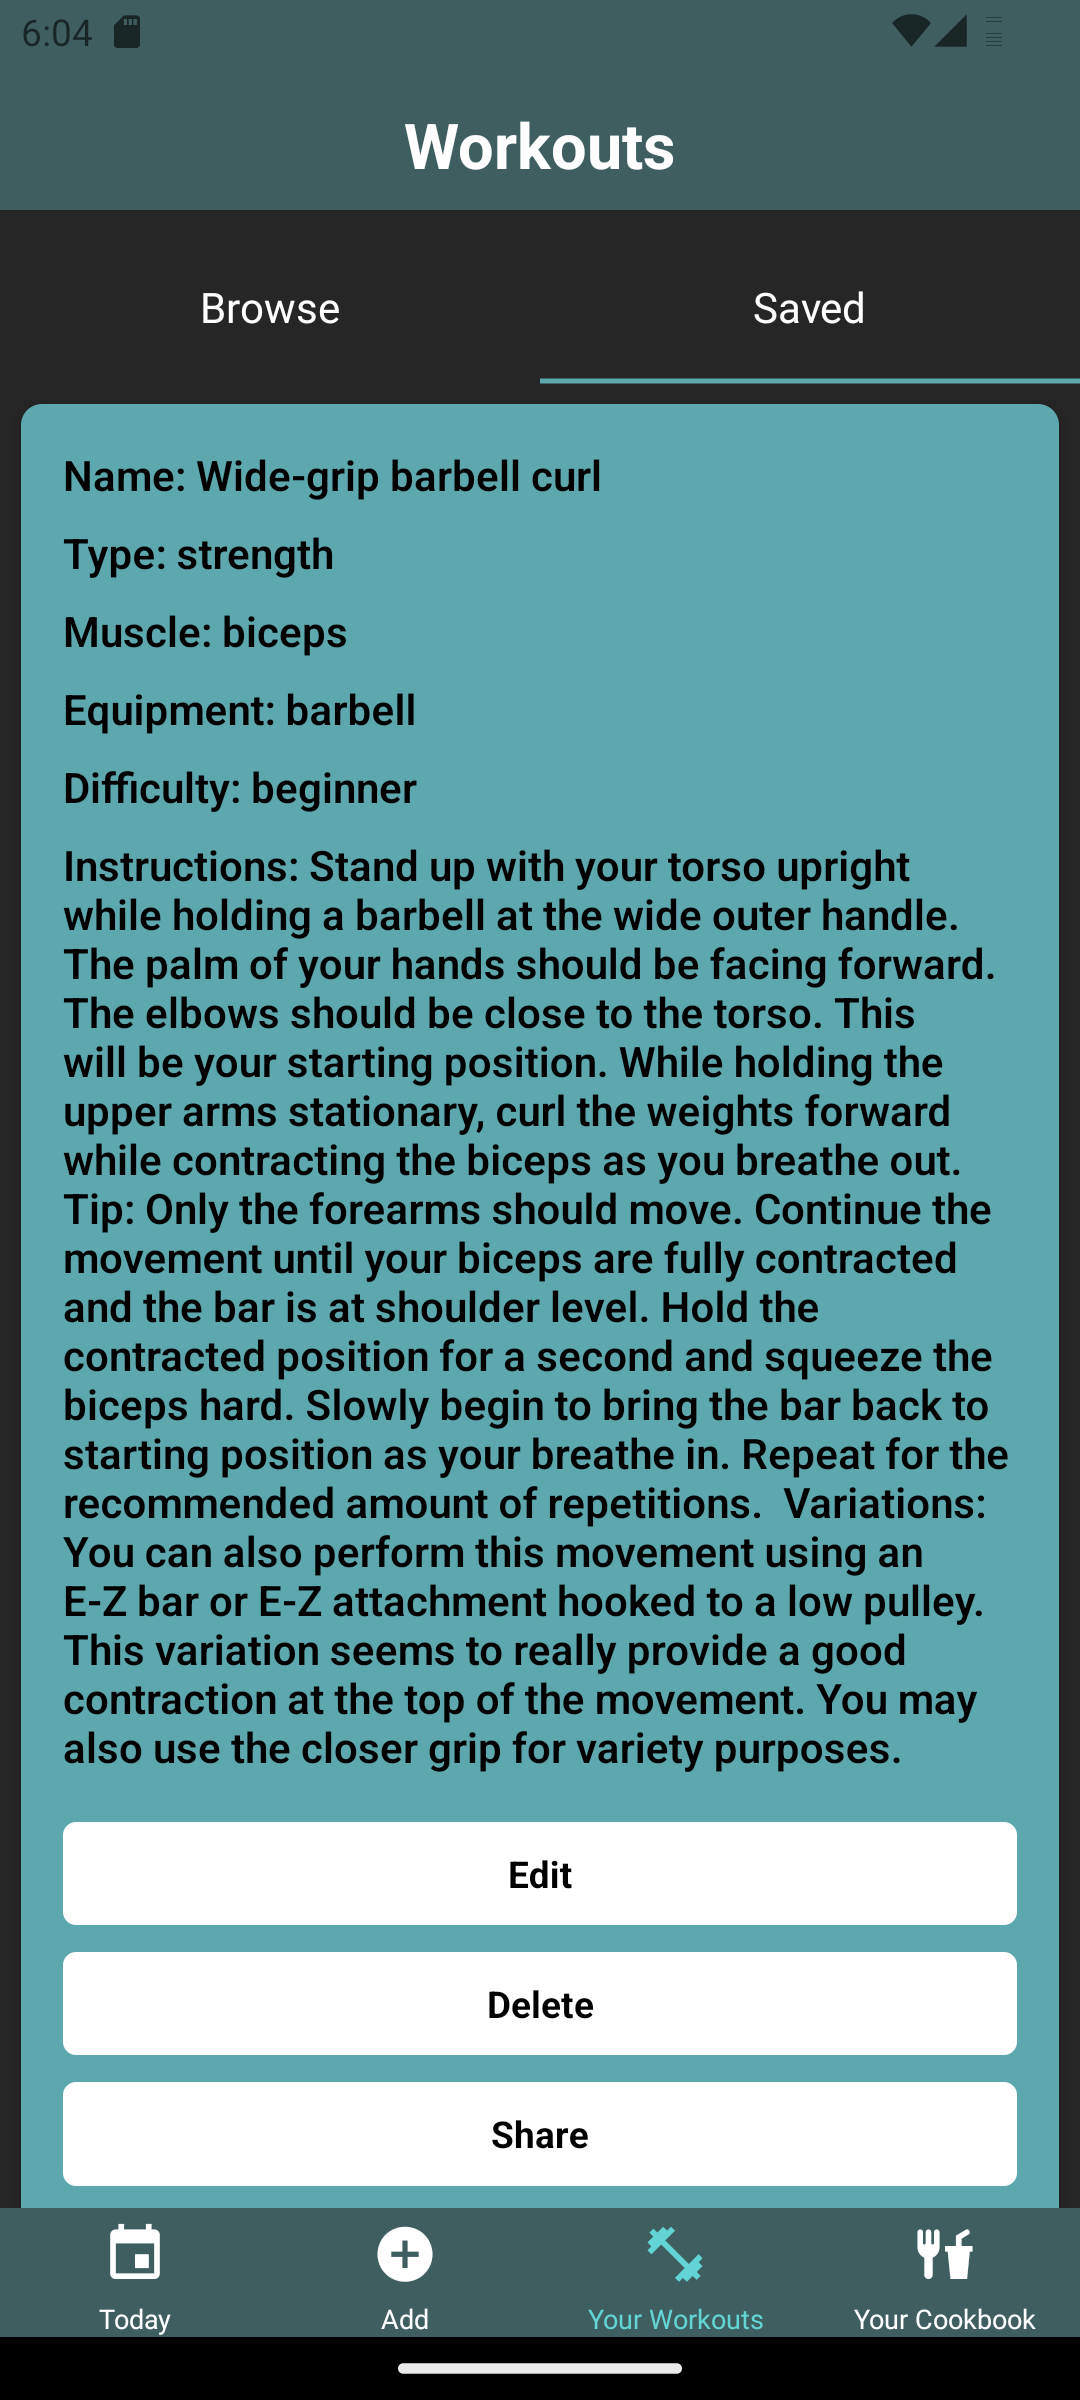 6:04
Workouts
Browse
Saved
Name: Wide-grip barbell curl
Type: strength
Muscle: biceps
Equipment: barbell
Difficulty: beginner
Instructions: Stand up with your torso upright
while holding a barbell at the wide outer handle.
The palm of your hands should be facing forward.
The elbows should be close to the torso. This
will be your starting position. While holding the
upper arms stationary, curl the weights forward
while contracting the biceps as you breathe out.
Tip: Only the forearms should move. Continue the
movement until your biceps are fully contracted
and the bar is at shoulder level. Hold the
contracted position for a second and squeeze the
biceps hard. Slowly begin to bring the bar back to
starting position as your breathe in. Repeat for the
recommended amount of repetitions.  Variations:
You can also perform this movement using an
E-Z bar or E-Z attachment hooked to a low pulley.
This variation seems to really provide a good
contraction at the top of the movement. You may
also use the closer grip for variety purposes.
Edit
Delete
Share
Today
Add
Your Workouts
Your Cookbook